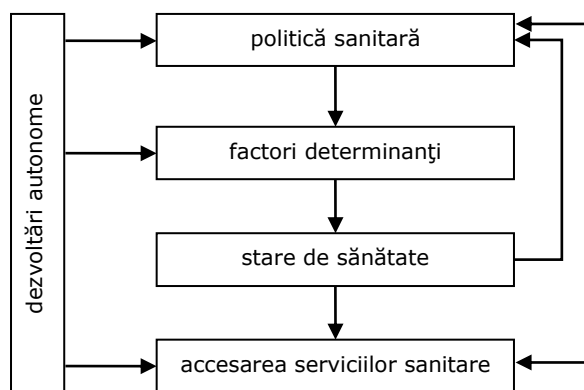 politică sanitară
factori determinanţi
stare de sănătate
accesarea serviciilor sanitare
dezvoltări autonome